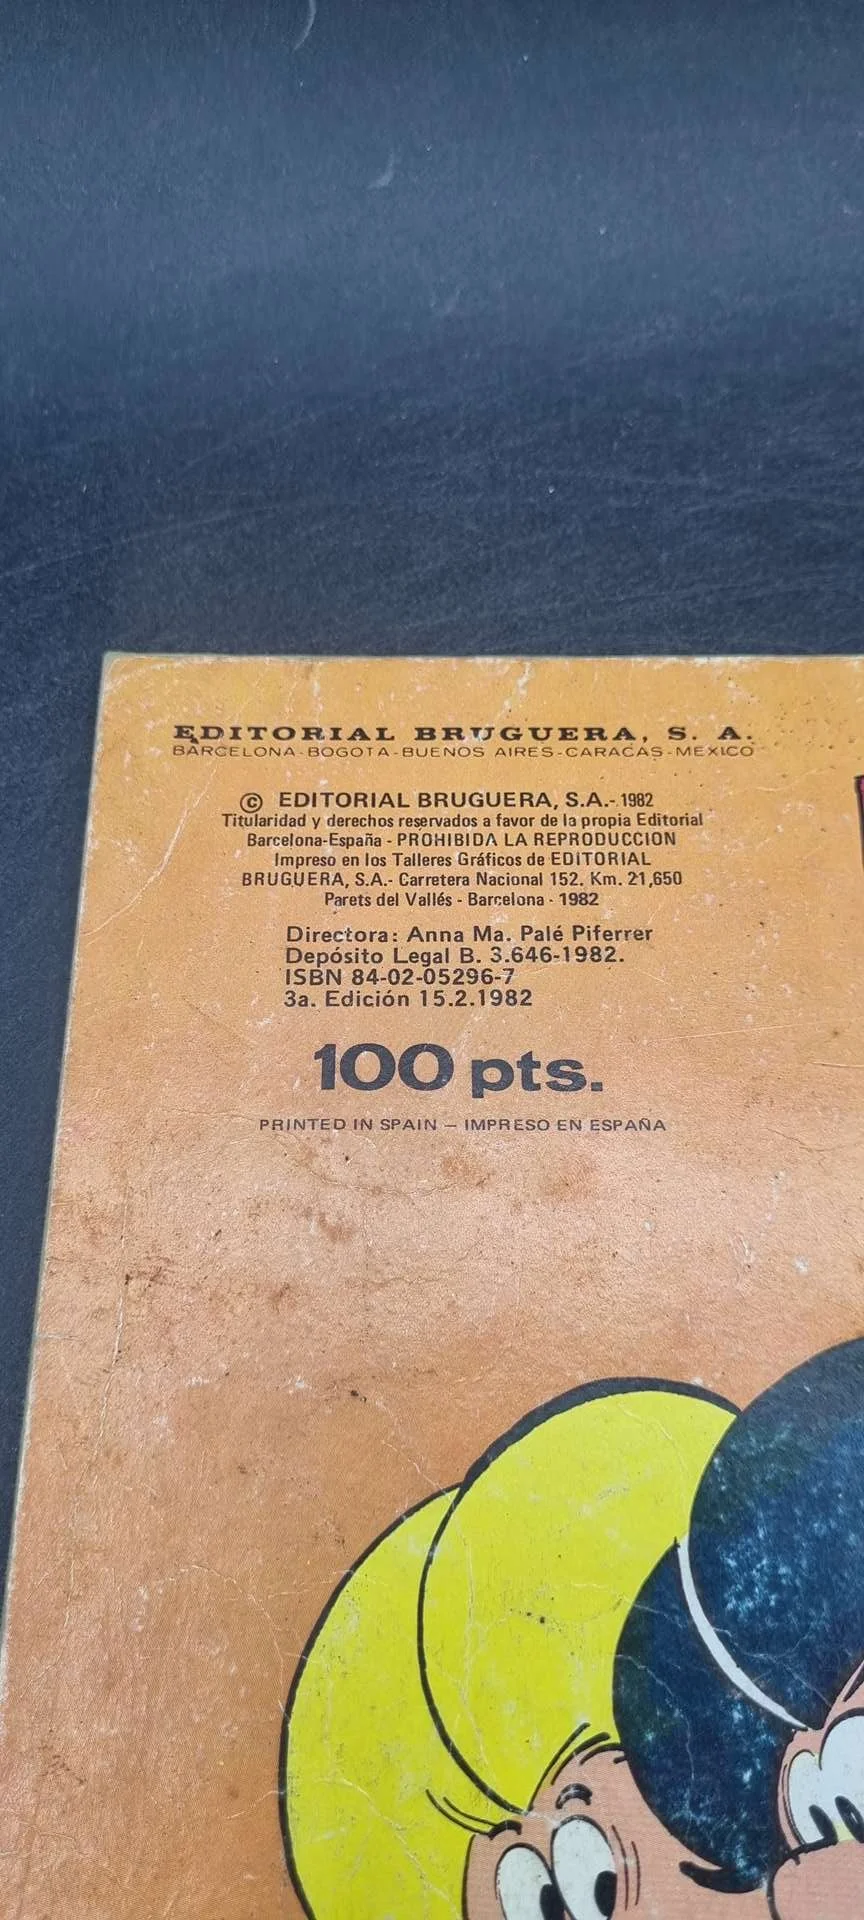 EDITORIAL BRUGUERA, S. A.
BARCELONA-BOGOTA-BUENOS AIRES-CARACAS-MEXICO
© EDITORIAL BRUGUERA, S.A.- 1982
Titularidad y derechos reservados a favor de la propia Editorial
Barcelona-España - PROHIBIDA LA REPRODUCCION
Impreso en los Talleres Gráficos de EDITORIAL
BRUGUERA, S.A.- Carretera Nacional 152. Km. 21,650
Parets del Vallés - Barcelona - 1982
Directora: Anna Ma. Palé Piferrer
Depósito Legal B. 3.646-1982.
ISBN 84-02-05296-7
3a. Edición 15.2.1982
100 pts.
PRINTED IN SPAIN – IMPRESO EN ESPAÑA